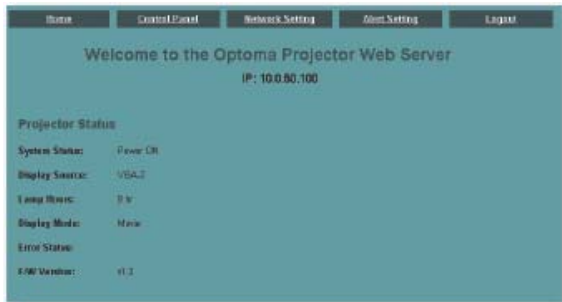 Home Control Panel Network Setting Alert Setting Logout
Welcome to the Optoma Projector Web Server
IP: 10.0.50.100
Projector Status
System Status: Power ON
Display Source: VGA-2
Lamp Hours: 0 hr
Display Mode: Movie
Error Status:
F/W Version: